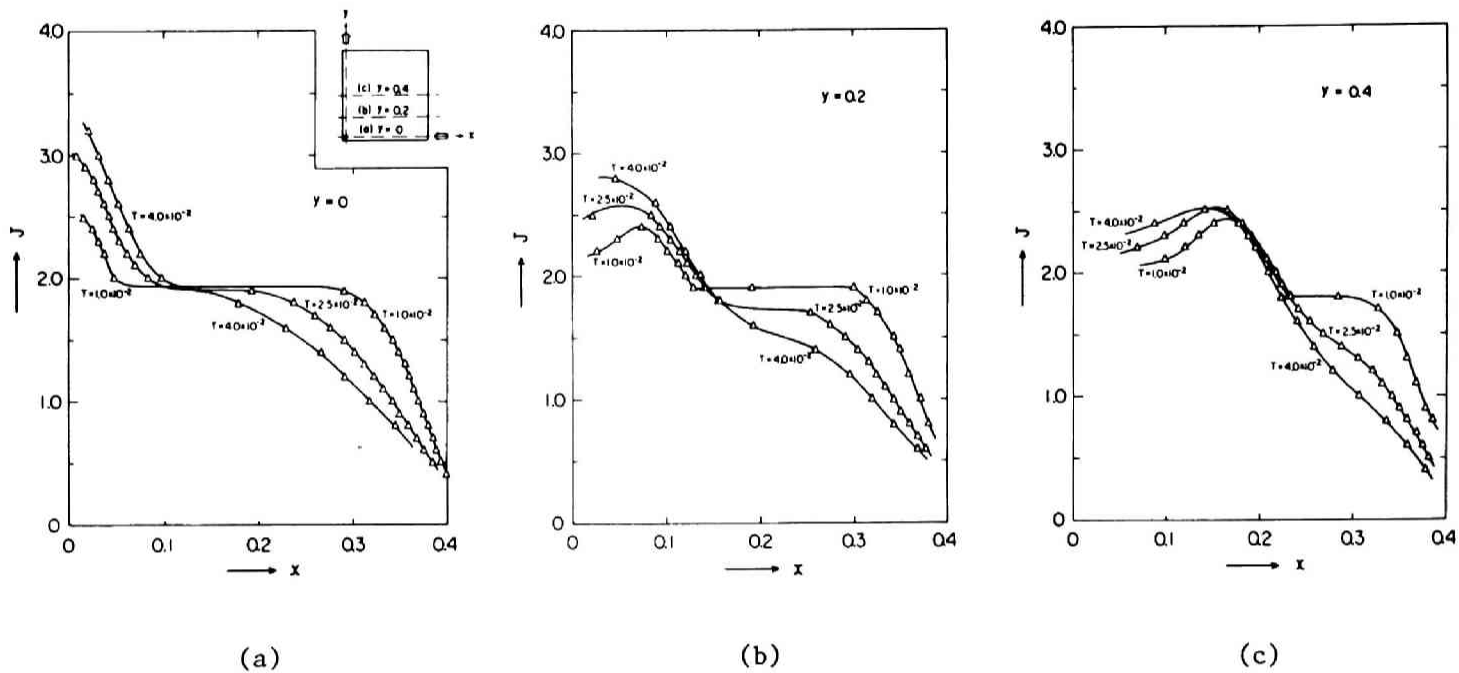 4.0
3.0
2.0
1.0
0
J
0
0.1
0.2
0.3
0.4
x
y
(c) y = 0.4
(b) y = 0.2
(a) y = 0
x
y = 0
T = 4.0×10⁻²
T = 1.0×10⁻²
T = 2.5×10⁻²
T = 1.0×10⁻²
T = 4.0×10⁻²
(a)
4.0
3.0
2.0
1.0
0
J
0
0.1
0.2
0.3
0.4
x
y = 0.2
T = 4.0×10⁻²
T = 2.5×10⁻²
T = 1.0×10⁻²
T = 1.0×10⁻²
T = 2.5×10⁻²
T = 4.0×10⁻²
(b)
4.0
3.0
2.0
1.0
0
J
0
0.1
0.2
0.3
0.4
x
y = 0.4
T = 4.0×10⁻²
T = 2.5×10⁻²
T = 1.0×10⁻²
T = 1.0×10⁻²
T = 2.5×10⁻²
T = 4.0×10⁻²
(c)